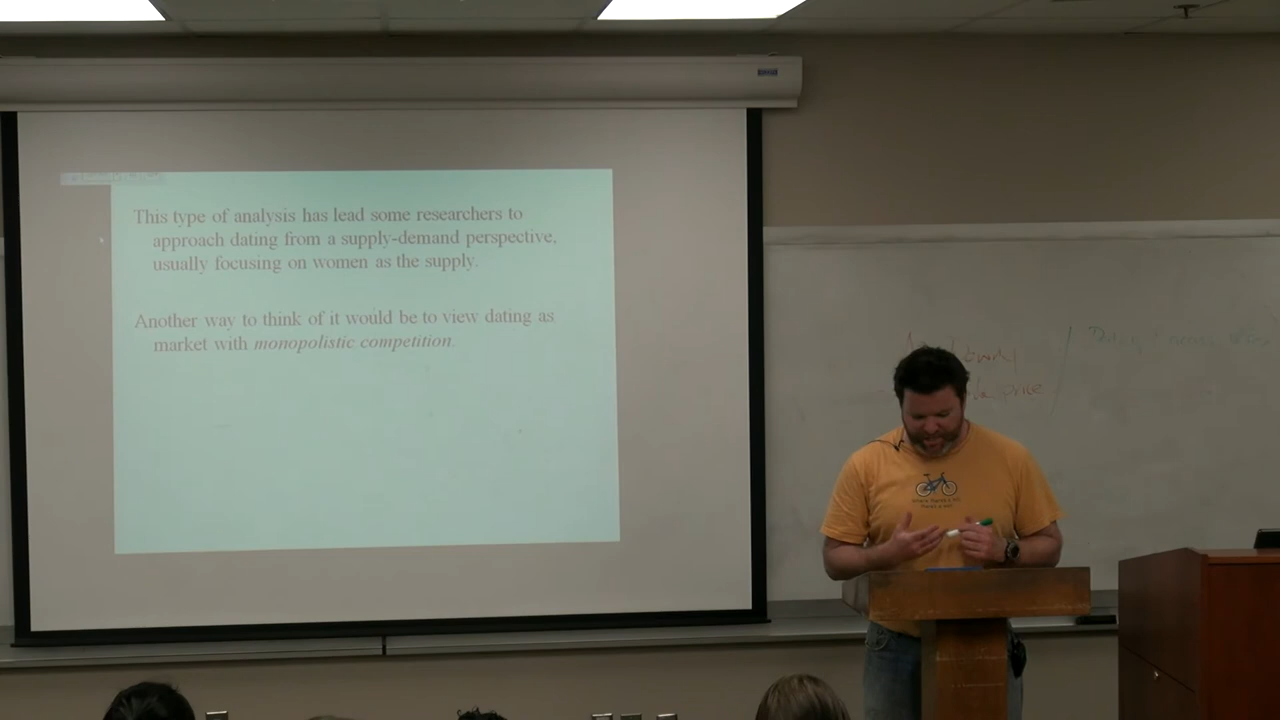 This type of analysis has lead some researchers to
approach dating from a supply-demand perspective,
usually focusing on women as the supply.
Another way to think of it would be to view dating as
market with monopolistic competition.
price